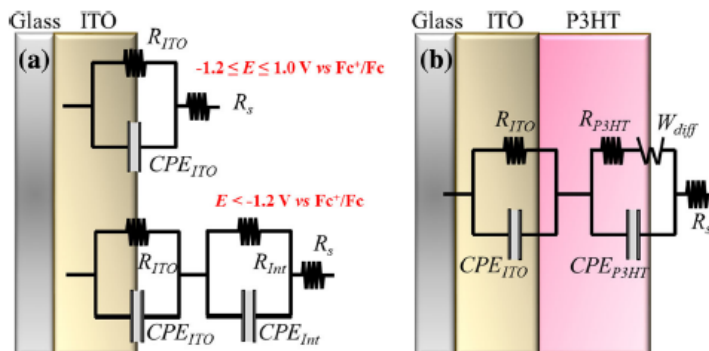 Glass ITO
(a)
R_ITO
-1.2 ≤ E ≤ 1.0 V vs Fc⁺/Fc
R_s
CPE_ITO
E < -1.2 V vs Fc⁺/Fc
R_ITO
R_Int
R_s
CPE_ITO
CPE_Int
Glass ITO P3HT
(b)
R_ITO
R_P3HT
W_diff
R_s
CPE_ITO
CPE_P3HT